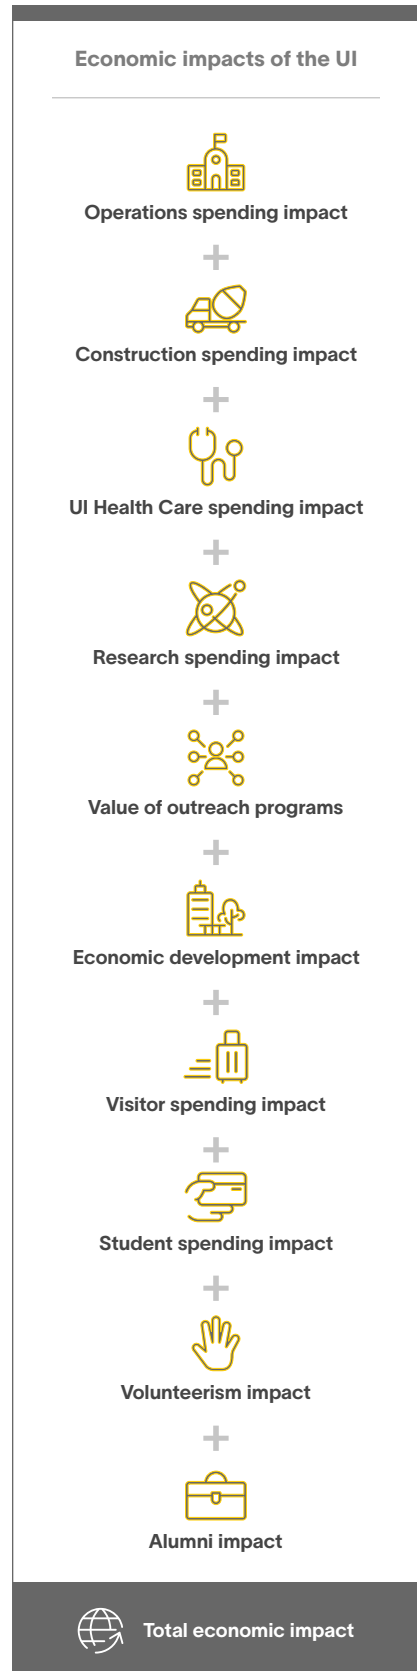 Economic impacts of the UI
Operations spending impact
+
Construction spending impact
+
UI Health Care spending impact
+
Research spending impact
+
Value of outreach programs
+
Economic development impact
+
Visitor spending impact
+
Student spending impact
+
Volunteerism impact
+
Alumni impact
Total economic impact